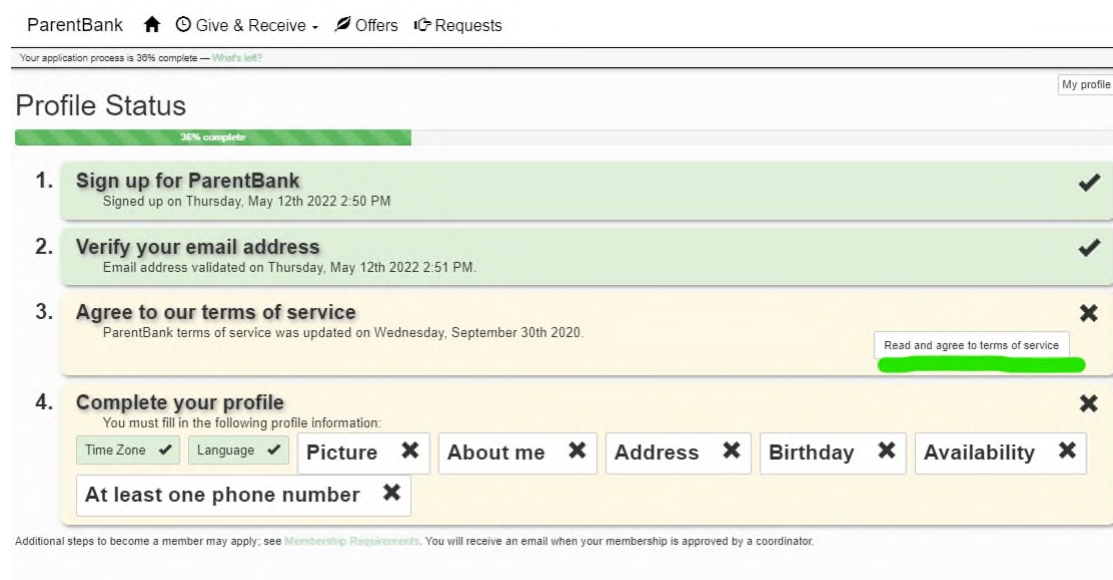 ParentBank Give & Receive Offers Requests
Your application process is 36% complete — What's left?
My profile
Profile Status
36% complete
1. Sign up for ParentBank
Signed up on Thursday, May 12th 2022 2:50 PM
2. Verify your email address
Email address validated on Thursday, May 12th 2022 2:51 PM.
3. Agree to our terms of service
ParentBank terms of service was updated on Wednesday, September 30th 2020.
Read and agree to terms of service
4. Complete your profile
You must fill in the following profile information:
Time Zone Language Picture About me Address Birthday Availability
At least one phone number
Additional steps to become a member may apply; see Membership Requirements. You will receive an email when your membership is approved by a coordinator.